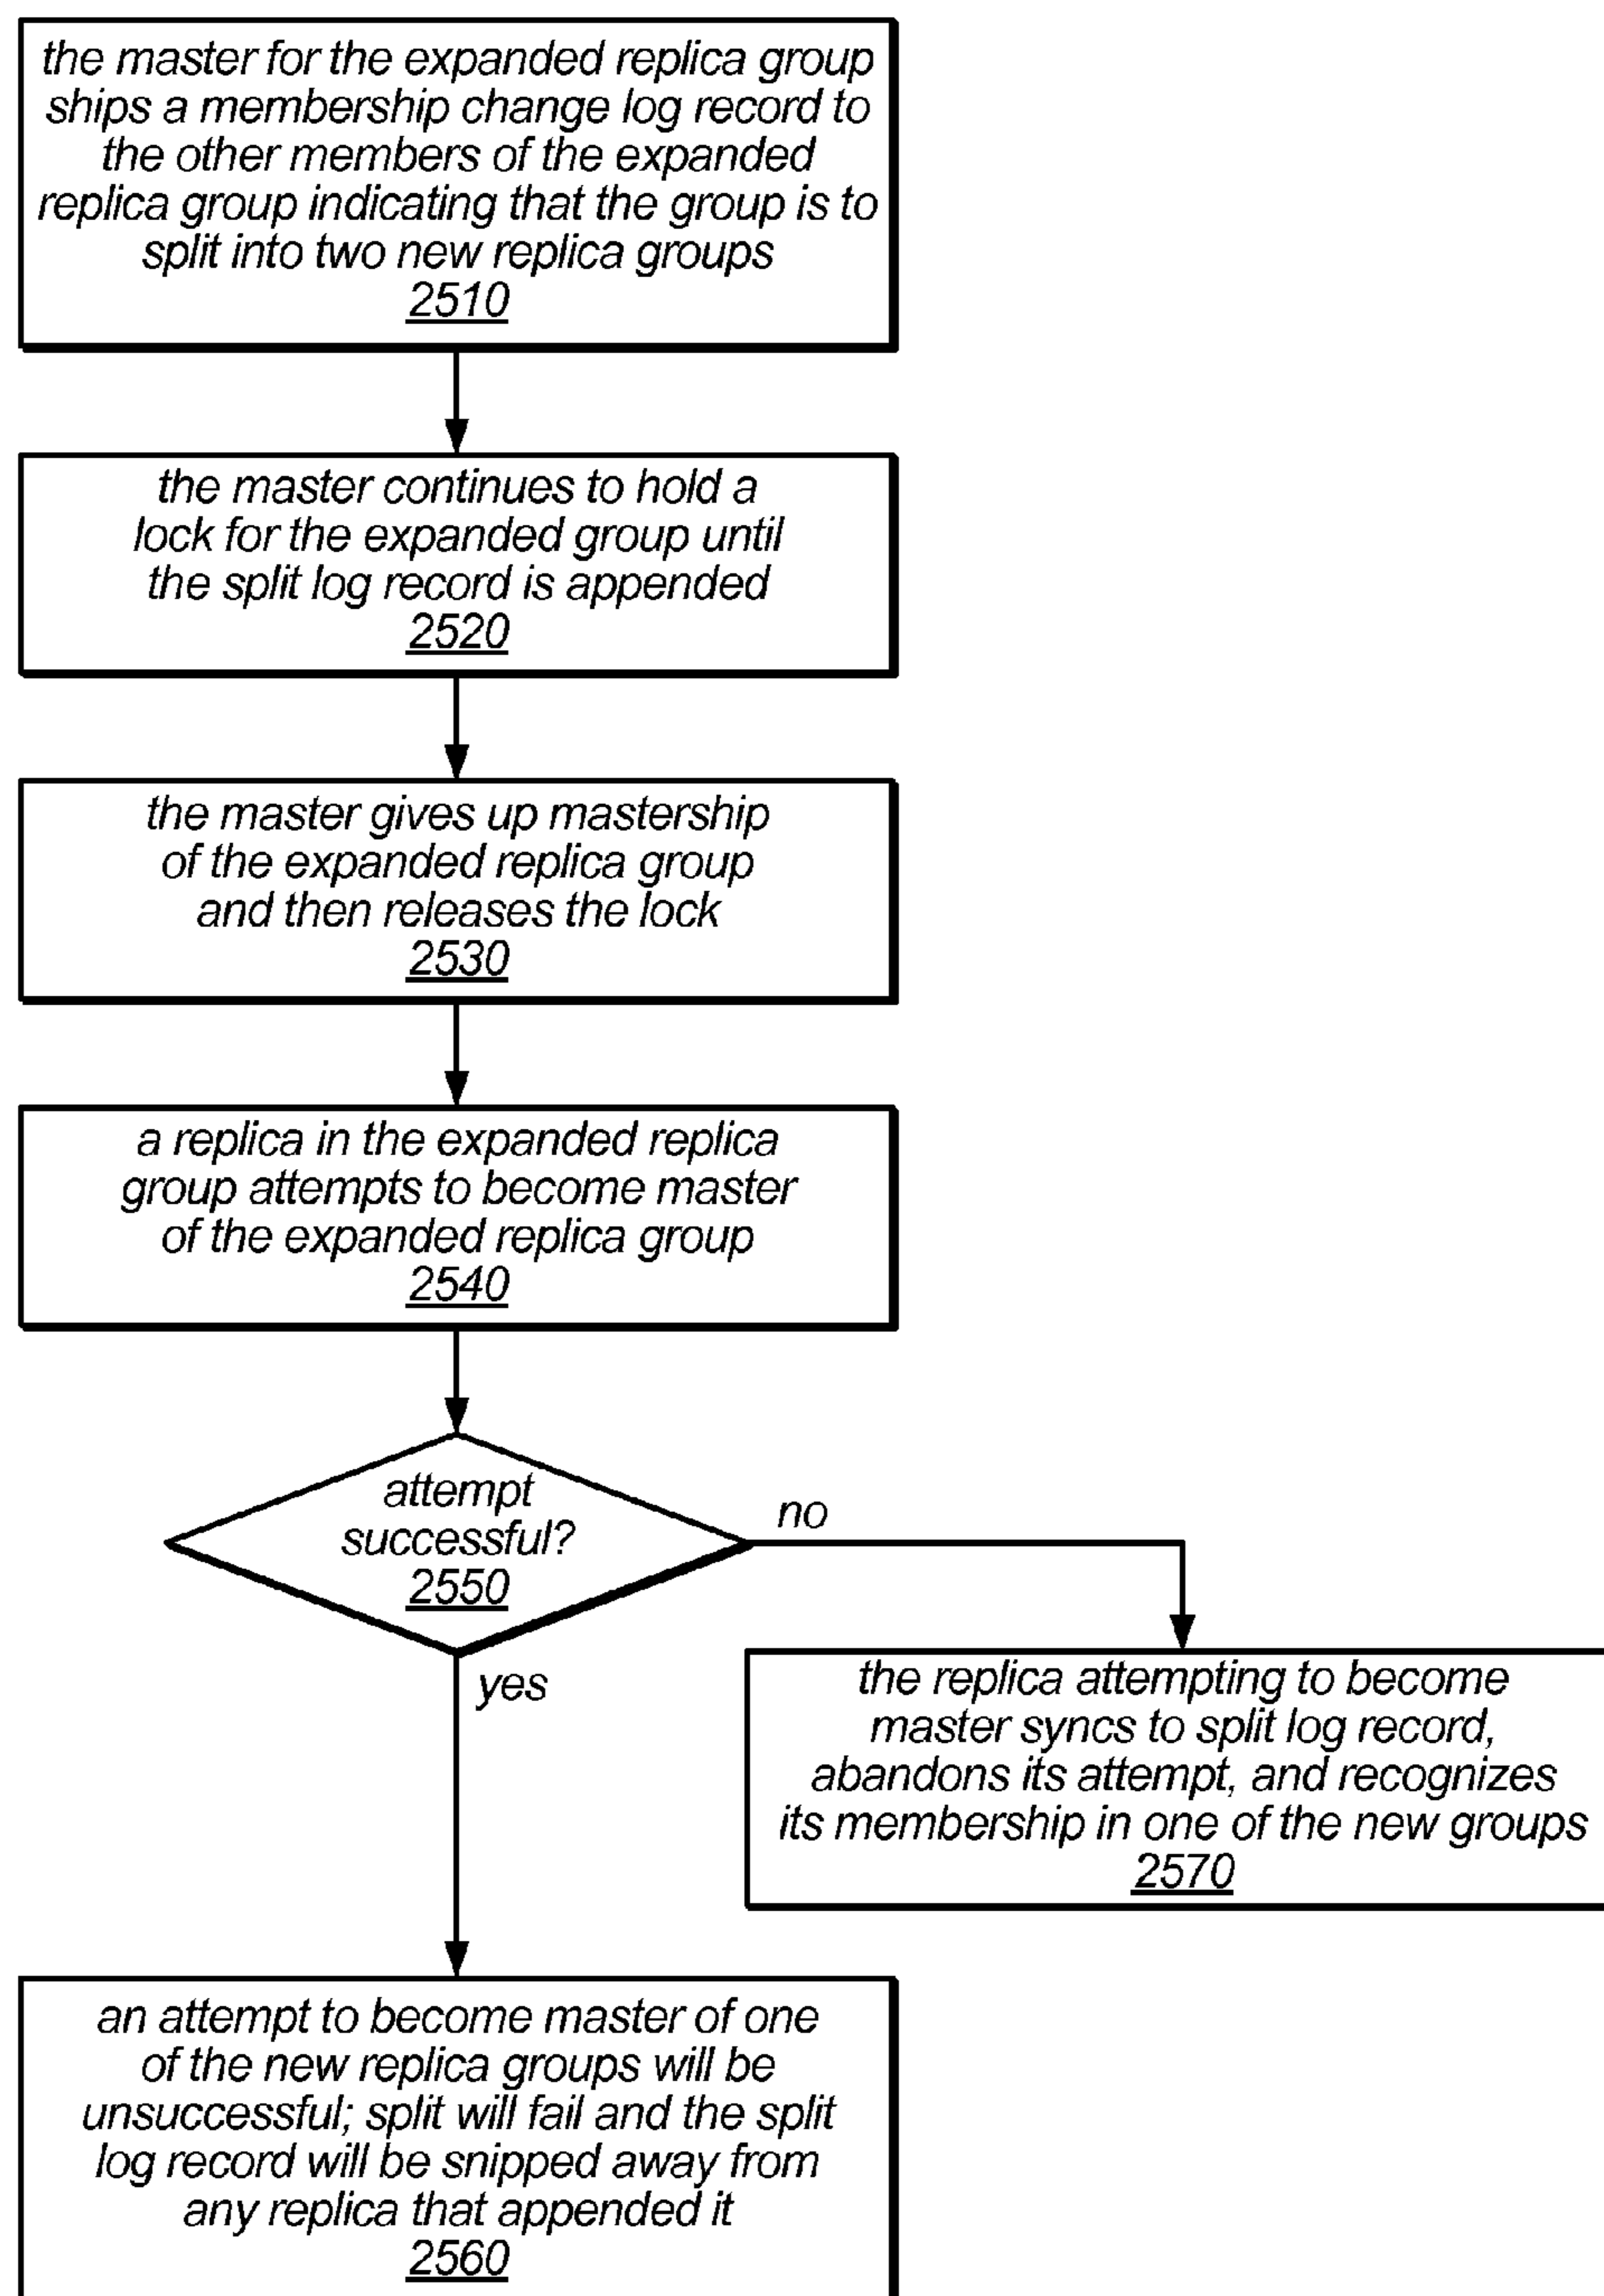 the master for the expanded replica group
ships a membership change log record to
the other members of the expanded
replica group indicating that the group is to
split into two new replica groups
2510
the master continues to hold a
lock for the expanded group until
the split log record is appended
2520
the master gives up mastership
of the expanded replica group
and then releases the lock
2530
a replica in the expanded replica
group attempts to become master
of the expanded replica group
2540
attempt
successful?
2550
no
yes
the replica attempting to become
master syncs to split log record,
abandons its attempt, and recognizes
its membership in one of the new groups
2570
an attempt to become master of one
of the new replica groups will be
unsuccessful; split will fail and the split
log record will be snipped away from
any replica that appended it
2560